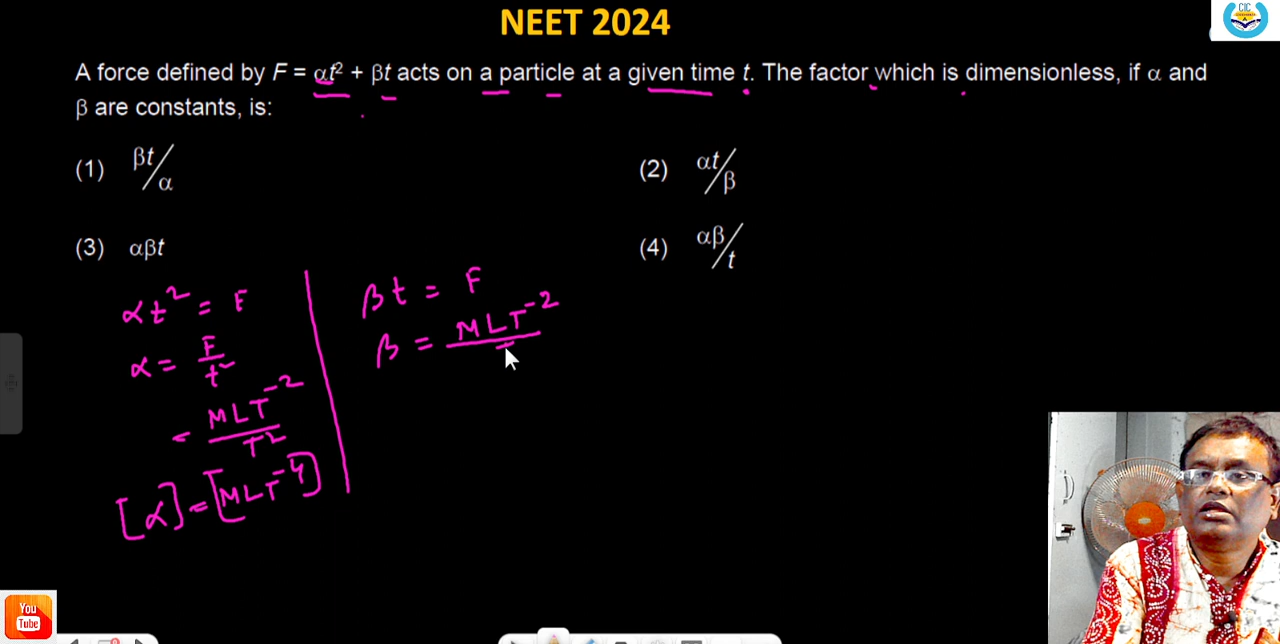 NEET 2024
CIC
A force defined by F = αt² + βt acts on a particle at a given time t. The factor which is dimensionless, if α and
β are constants, is:
(1) βt/α
(2) αt/β
(3) αβt
(4) αβ/t
αt² = F
α = F/t²
= MLT⁻²/T²
[α] = [MLT⁻⁴]
βt = F
β = MLT⁻²/T
You
Tube